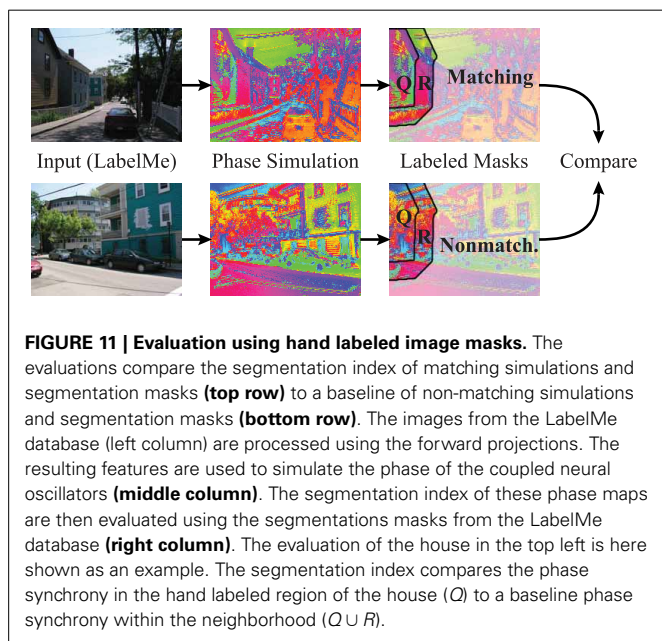 Q R Matching
Input (LabelMe) Phase Simulation Labeled Masks Compare
Q R Nonmatch.
FIGURE 11 | Evaluation using hand labeled image masks. The
evaluations compare the segmentation index of matching simulations and
segmentation masks (top row) to a baseline of non-matching simulations
and segmentation masks (bottom row). The images from the LabelMe
database (left column) are processed using the forward projections. The
resulting features are used to simulate the phase of the coupled neural
oscillators (middle column). The segmentation index of these phase maps
are then evaluated using the segmentations masks from the LabelMe
database (right column). The evaluation of the house in the top left is here
shown as an example. The segmentation index compares the phase
synchrony in the hand labeled region of the house (Q) to a baseline phase
synchrony within the neighborhood (Q ∪ R).